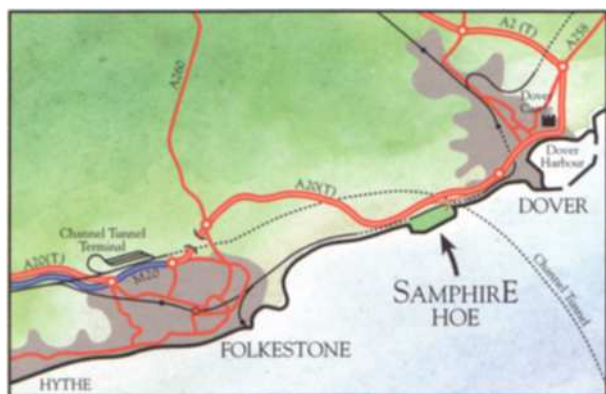 A2 (T)
A258
A260
Dover
Castle
Dover
Harbour
A20(T)
DOVER
Channel Tunnel
Terminal
A20(T)
M20
Channel Tunnel
SAMPHIRE
HOE
FOLKESTONE
HYTHE